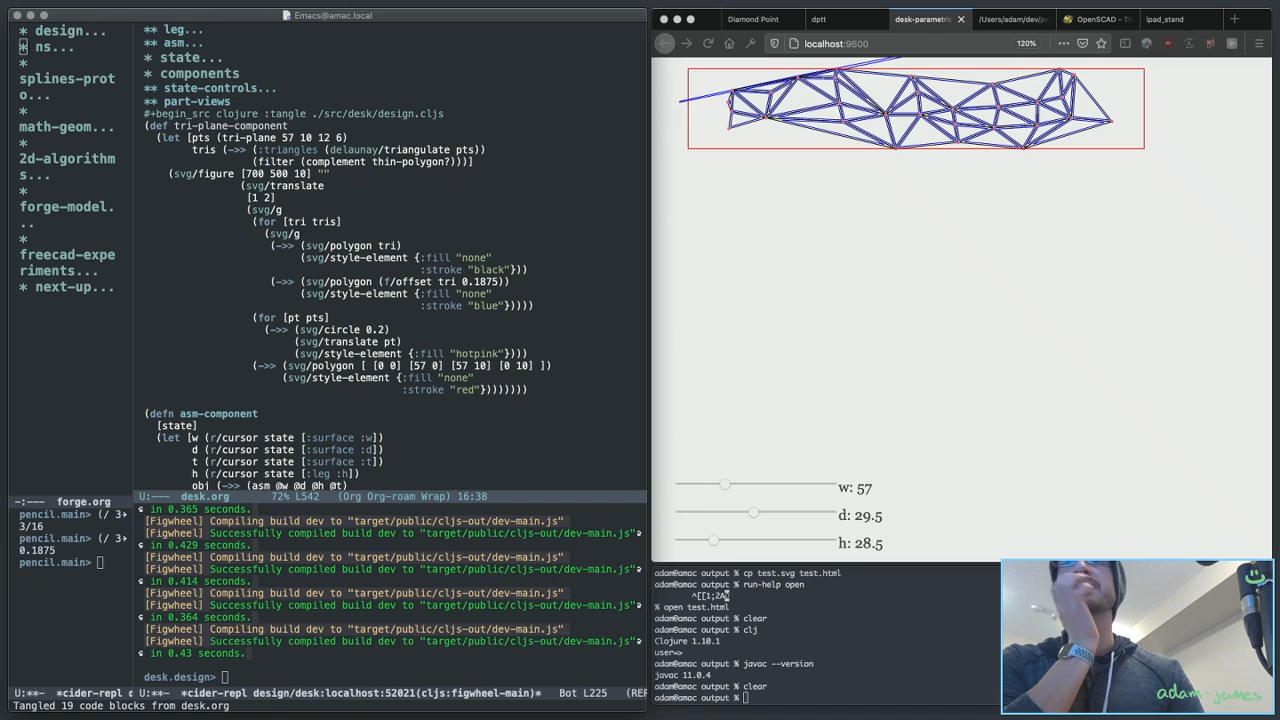 Emacs@amac.local
* design...
* ns...
*
splines-prot
o...
*
math-geom...
*
2d-algorithm
s...
*
forge-model.
..
*
freecad-expe
riments...
* next-up...
-:--- forge.org
pencil.main> (/ 3
3/16
pencil.main> (/ 3
0.1875
pencil.main>
** leg...
** asm...
* state...
* components
** state-controls...
** part-views
#+begin_src clojure :tangle ./src/desk/design.cljs
(def tri-plane-component
(let [pts (tri-plane 57 10 12 6)
tris (->> (:triangles (delaunay/triangulate pts))
(filter (complement thin-polygon?)))]
(svg/figure [700 500 10] ""
(svg/translate
[1 2]
(svg/g
(for [tri tris]
(svg/g
(->> (svg/polygon tri)
(svg/style-element {:fill "none"
:stroke "black"}))
(->> (svg/polygon (f/offset tri 0.1875))
(svg/style-element {:fill "none"
:stroke "blue"}))))
(for [pt pts]
(->> (svg/circle 0.2)
(svg/translate pt)
(svg/style-element {:fill "hotpink"})))
(->> (svg/polygon [ [0 0] [57 0] [57 10] [0 10] ])
(svg/style-element {:fill "none"
:stroke "red"})))))))
(defn asm-component
[state]
(let [w (r/cursor state [:surface :w])
d (r/cursor state [:surface :d])
t (r/cursor state [:surface :t])
h (r/cursor state [:leg :h])
obj (->> (asm @w @d @h @t)
U:--- desk.org 72% L542 (Org Org-roam Wrap) 16:38
in 0.365 seconds.
[Figwheel] Compiling build dev to "target/public/cljs-out/dev-main.js"
[Figwheel] Successfully compiled build dev to "target/public/cljs-out/dev-main.js"
in 0.429 seconds.
[Figwheel] Compiling build dev to "target/public/cljs-out/dev-main.js"
[Figwheel] Successfully compiled build dev to "target/public/cljs-out/dev-main.js"
in 0.414 seconds.
[Figwheel] Compiling build dev to "target/public/cljs-out/dev-main.js"
[Figwheel] Successfully compiled build dev to "target/public/cljs-out/dev-main.js"
in 0.364 seconds.
[Figwheel] Compiling build dev to "target/public/cljs-out/dev-main.js"
[Figwheel] Successfully compiled build dev to "target/public/cljs-out/dev-main.js"
in 0.43 seconds.
desk.design>
U:**- *cider-repl d U:**- *cider-repl design/desk:localhost:52021(cljs:figwheel-main)* Bot L225 (REP
Tangled 19 code blocks from desk.org
Diamond Point dptt desk-parametric /Users/adam/dev/pe OpenSCAD - Th ipad_stand
localhost:9500 120%
w: 57
d: 29.5
h: 28.5
adam@amac output % cp test.svg test.html
adam@amac output % run-help open
^[[1;2A
% open test.html
adam@amac output % clear
adam@amac output % clj
Clojure 1.10.1
user=>
adam@amac output % javac --version
javac 11.0.4
adam@amac output % clear
adam@amac output %
adam-james